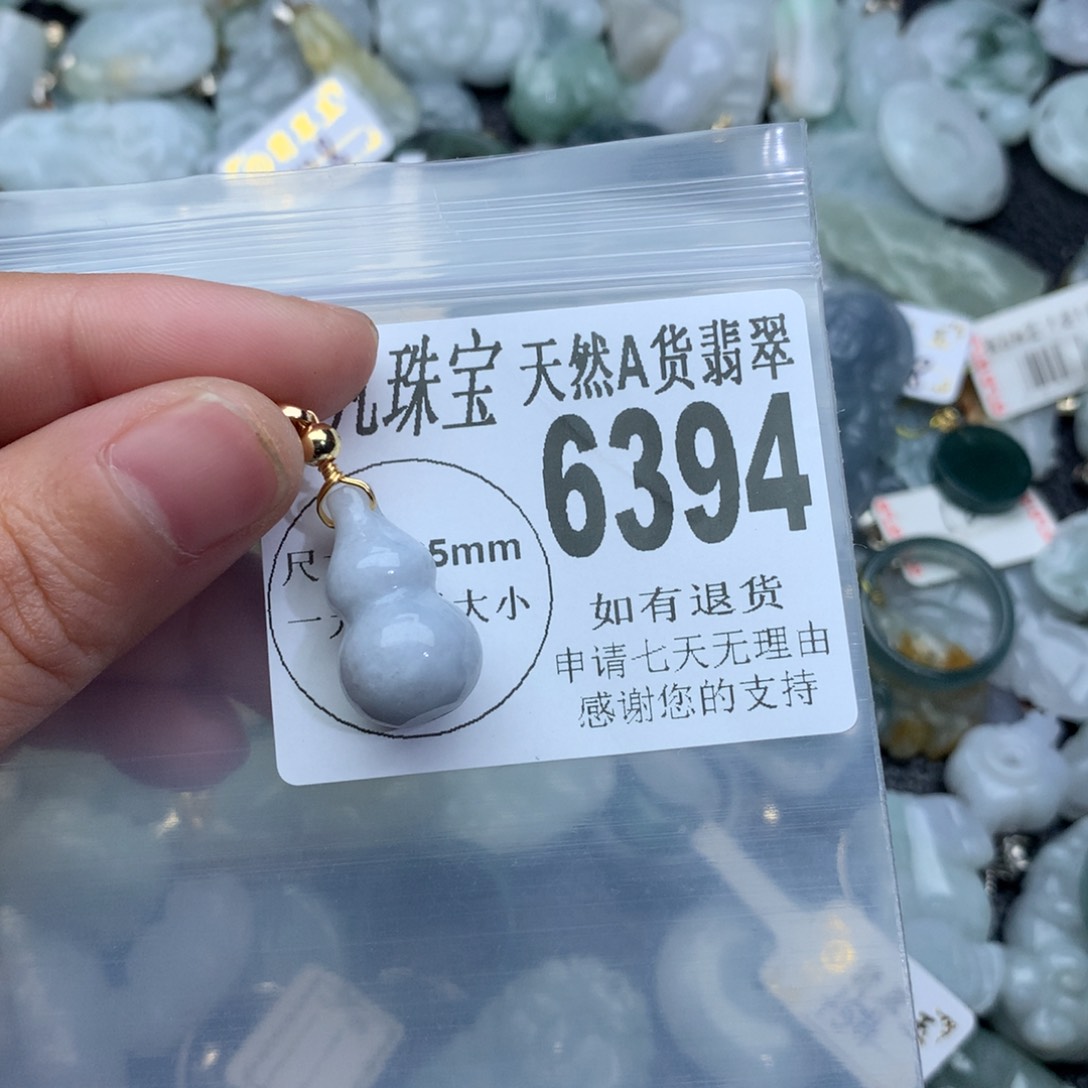 珠宝 天然A货翡翠
6394
尺 5mm
一 大小
如有退货
申请七天无理由
感谢您的支持